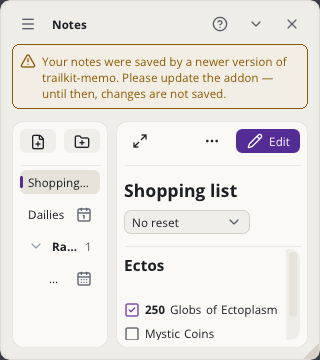 Notes
Your notes were saved by a newer version of
trailkit-memo. Please update the addon —
until then, changes are not saved.
Edit
Shopping...
Dailies
1
Ra... 1
...
Shopping list
No reset
Ectos
250 Globs of Ectoplasm
Mystic Coins